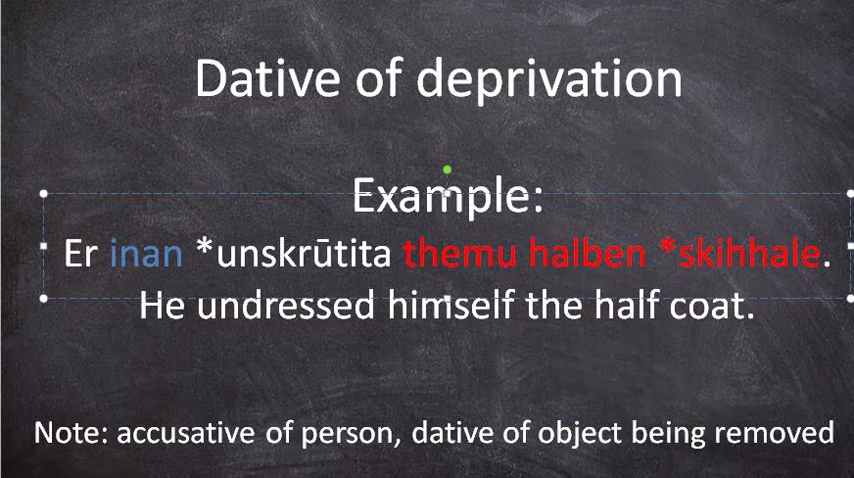 Dative of deprivation
Example:
Er inan *unskrūtita themu halben *skihhale.
He undressed himself the half coat.
Note: accusative of person, dative of object being removed